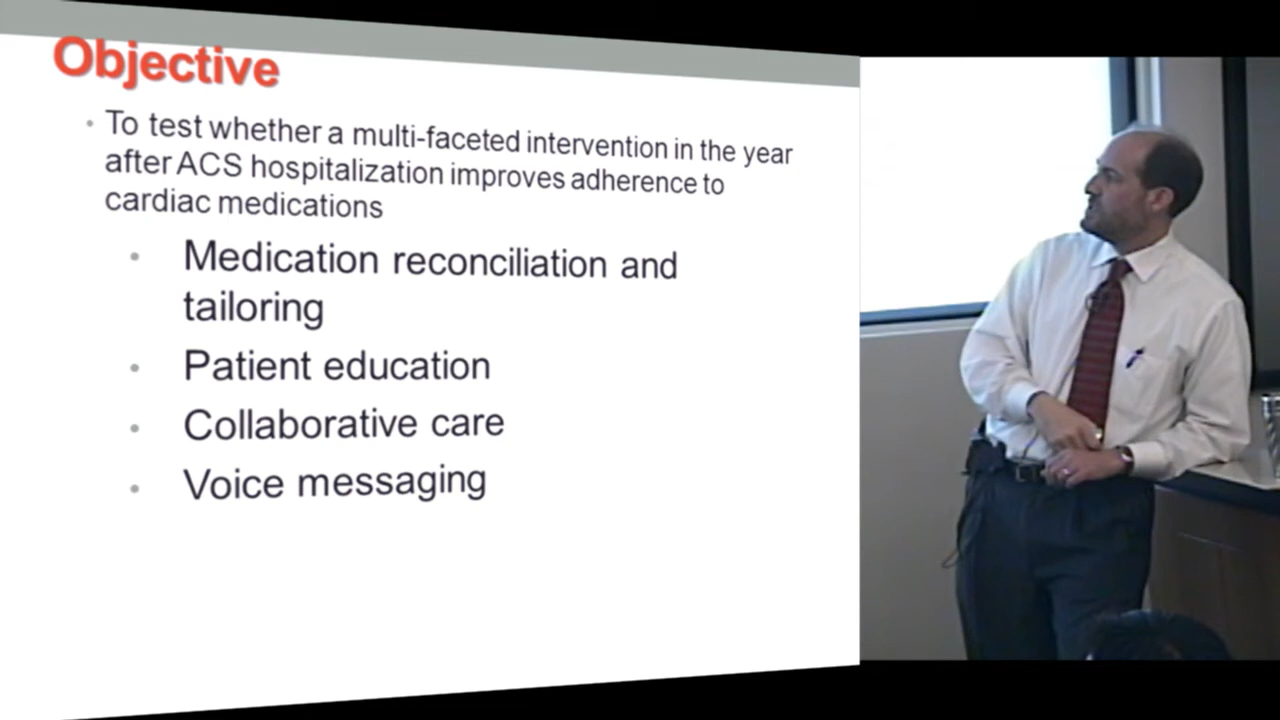 Objective
• To test whether a multi-faceted intervention in the year
after ACS hospitalization improves adherence to
cardiac medications
• Medication reconciliation and
tailoring
• Patient education
• Collaborative care
• Voice messaging